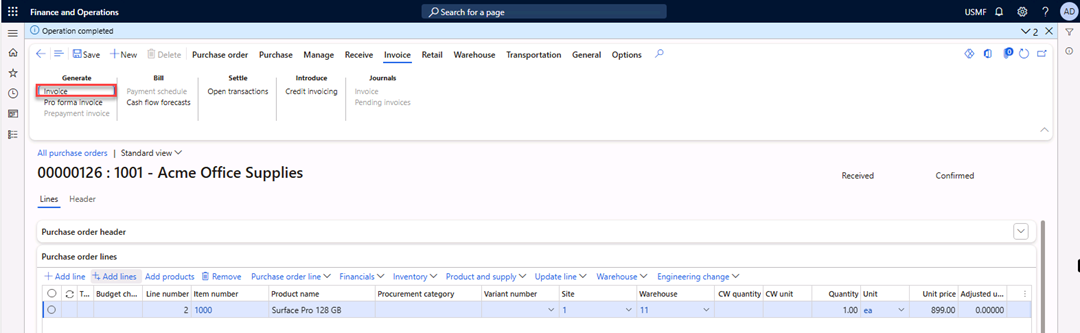 Finance and Operations Search for a page USMF AD
Operation completed 2
Save New Delete Purchase order Purchase Manage Receive Invoice Retail Warehouse Transportation General Options 0
Generate Bill Settle Introduce Journals
Invoice Payment schedule Open transactions Credit invoicing Invoice
Pro forma invoice Cash flow forecasts Pending invoices
Prepayment invoice
All purchase orders | Standard view
00000126 : 1001 - Acme Office Supplies Received Confirmed
Lines Header
Purchase order header
Purchase order lines
Add line Add lines Add products Remove Purchase order line Financials Inventory Product and supply Update line Warehouse Engineering change
T... Budget ch... Line number Item number Product name Procurement category Variant number Site Warehouse CW quantity CW unit Quantity Unit Unit price Adjusted u...
2 1000 Surface Pro 128 GB 1 11 1.00 ea 899.00 0.00000